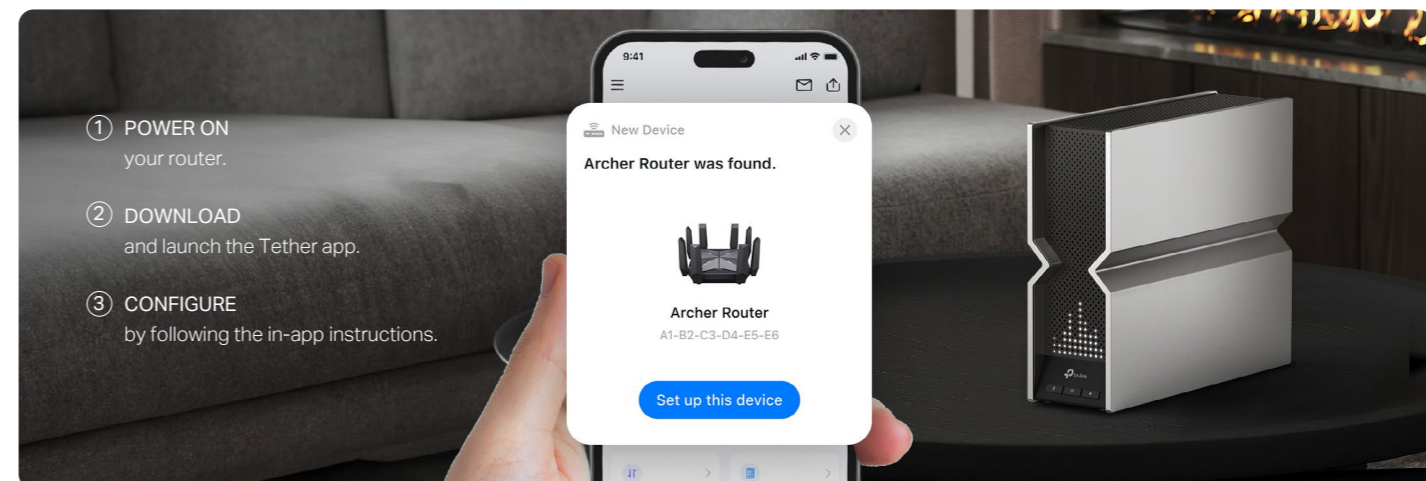 1 POWER ON
your router.
2 DOWNLOAD
and launch the Tether app.
3 CONFIGURE
by following the in-app instructions.
9:41
New Device
Archer Router was found.
Archer Router
A1-B2-C3-D4-E5-E6
Set up this device
tp-link